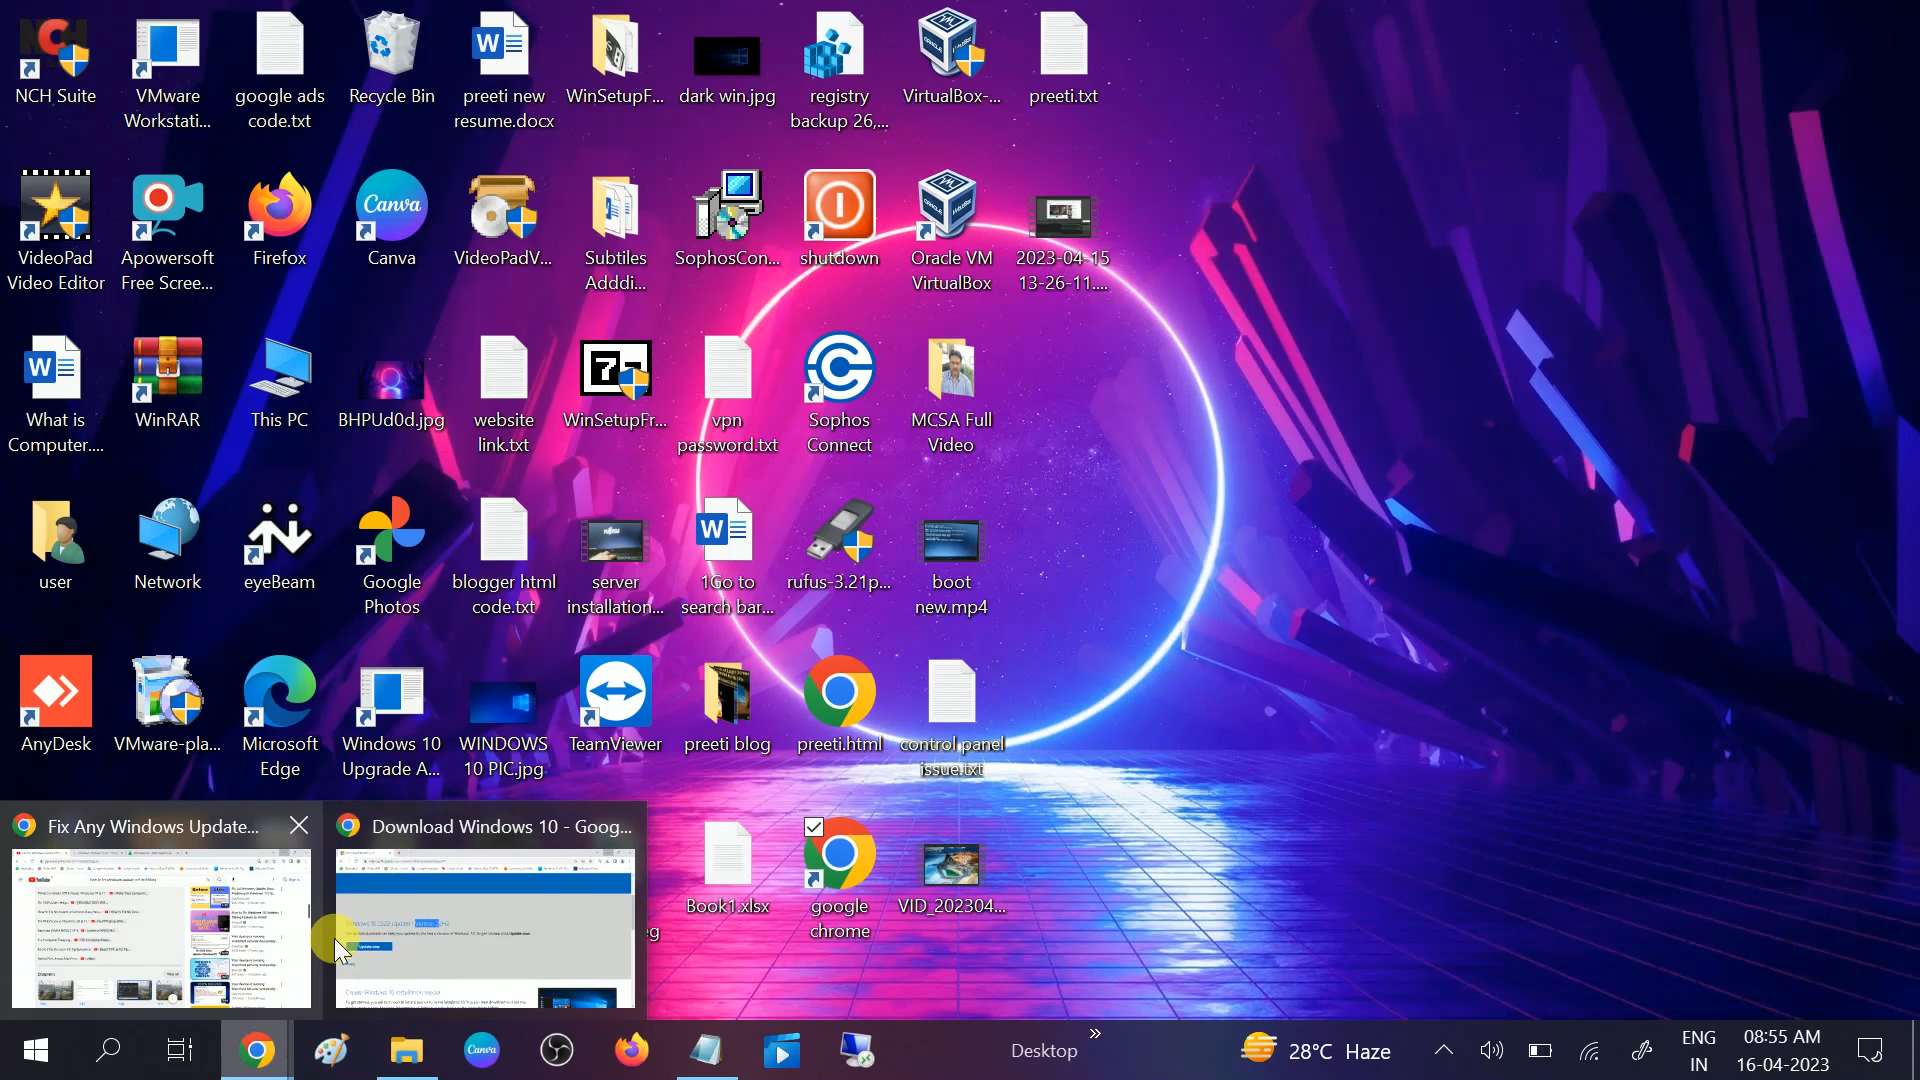 NCH Suite
VMware
Workstati...
google ads
code.txt
Recycle Bin
preeti new
resume.docx
WinSetupF...
dark win.jpg
registry
backup 26,...
VirtualBox-...
preeti.txt
VideoPad
Video Editor
Apowersoft
Free Scree...
Firefox
Canva
Canva
VideoPadV...
Subtiles
Adddi...
SophosCon...
shutdown
Oracle VM
VirtualBox
2023-04-15
13-26-11....
What is
Computer....
WinRAR
This PC
BHPUd0d.jpg
website
link.txt
WinSetupFr...
vpn
password.txt
Sophos
Connect
MCSA Full
Video
user
Network
eyeBeam
Google
Photos
blogger html
code.txt
server
installation...
1Go to
search bar...
rufus-3.21p...
boot
new.mp4
AnyDesk
VMware-pla...
Microsoft
Edge
Windows 10
Upgrade A...
WINDOWS
10 PIC.jpg
TeamViewer
preeti blog
preeti.html
control panel
issue.txt
Fix Any Windows Update...
Download Windows 10 - Goog...
Book1.xlsx
google
chrome
VID_202304...
eg
Canva
Desktop
28°C Haze
ENG
IN
08:55 AM
16-04-2023